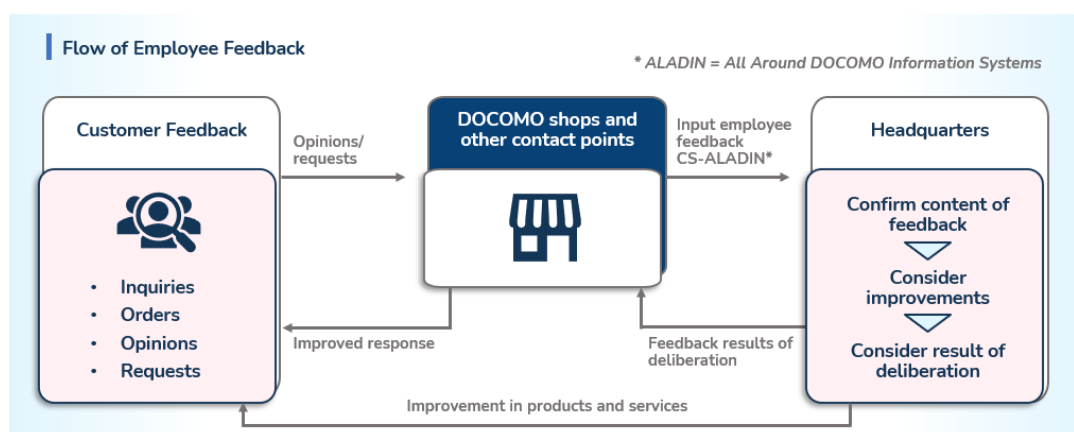 Flow of Employee Feedback
* ALADIN = All Around DOCOMO Information Systems
Customer Feedback
Opinions/
requests
DOCOMO shops and
other contact points
Input employee
feedback
CS-ALADIN*
Headquarters
• Inquiries
• Orders
• Opinions
• Requests
Confirm content of
feedback
Consider
improvements
Consider result of
deliberation
Improved response
Feedback results of
deliberation
Improvement in products and services